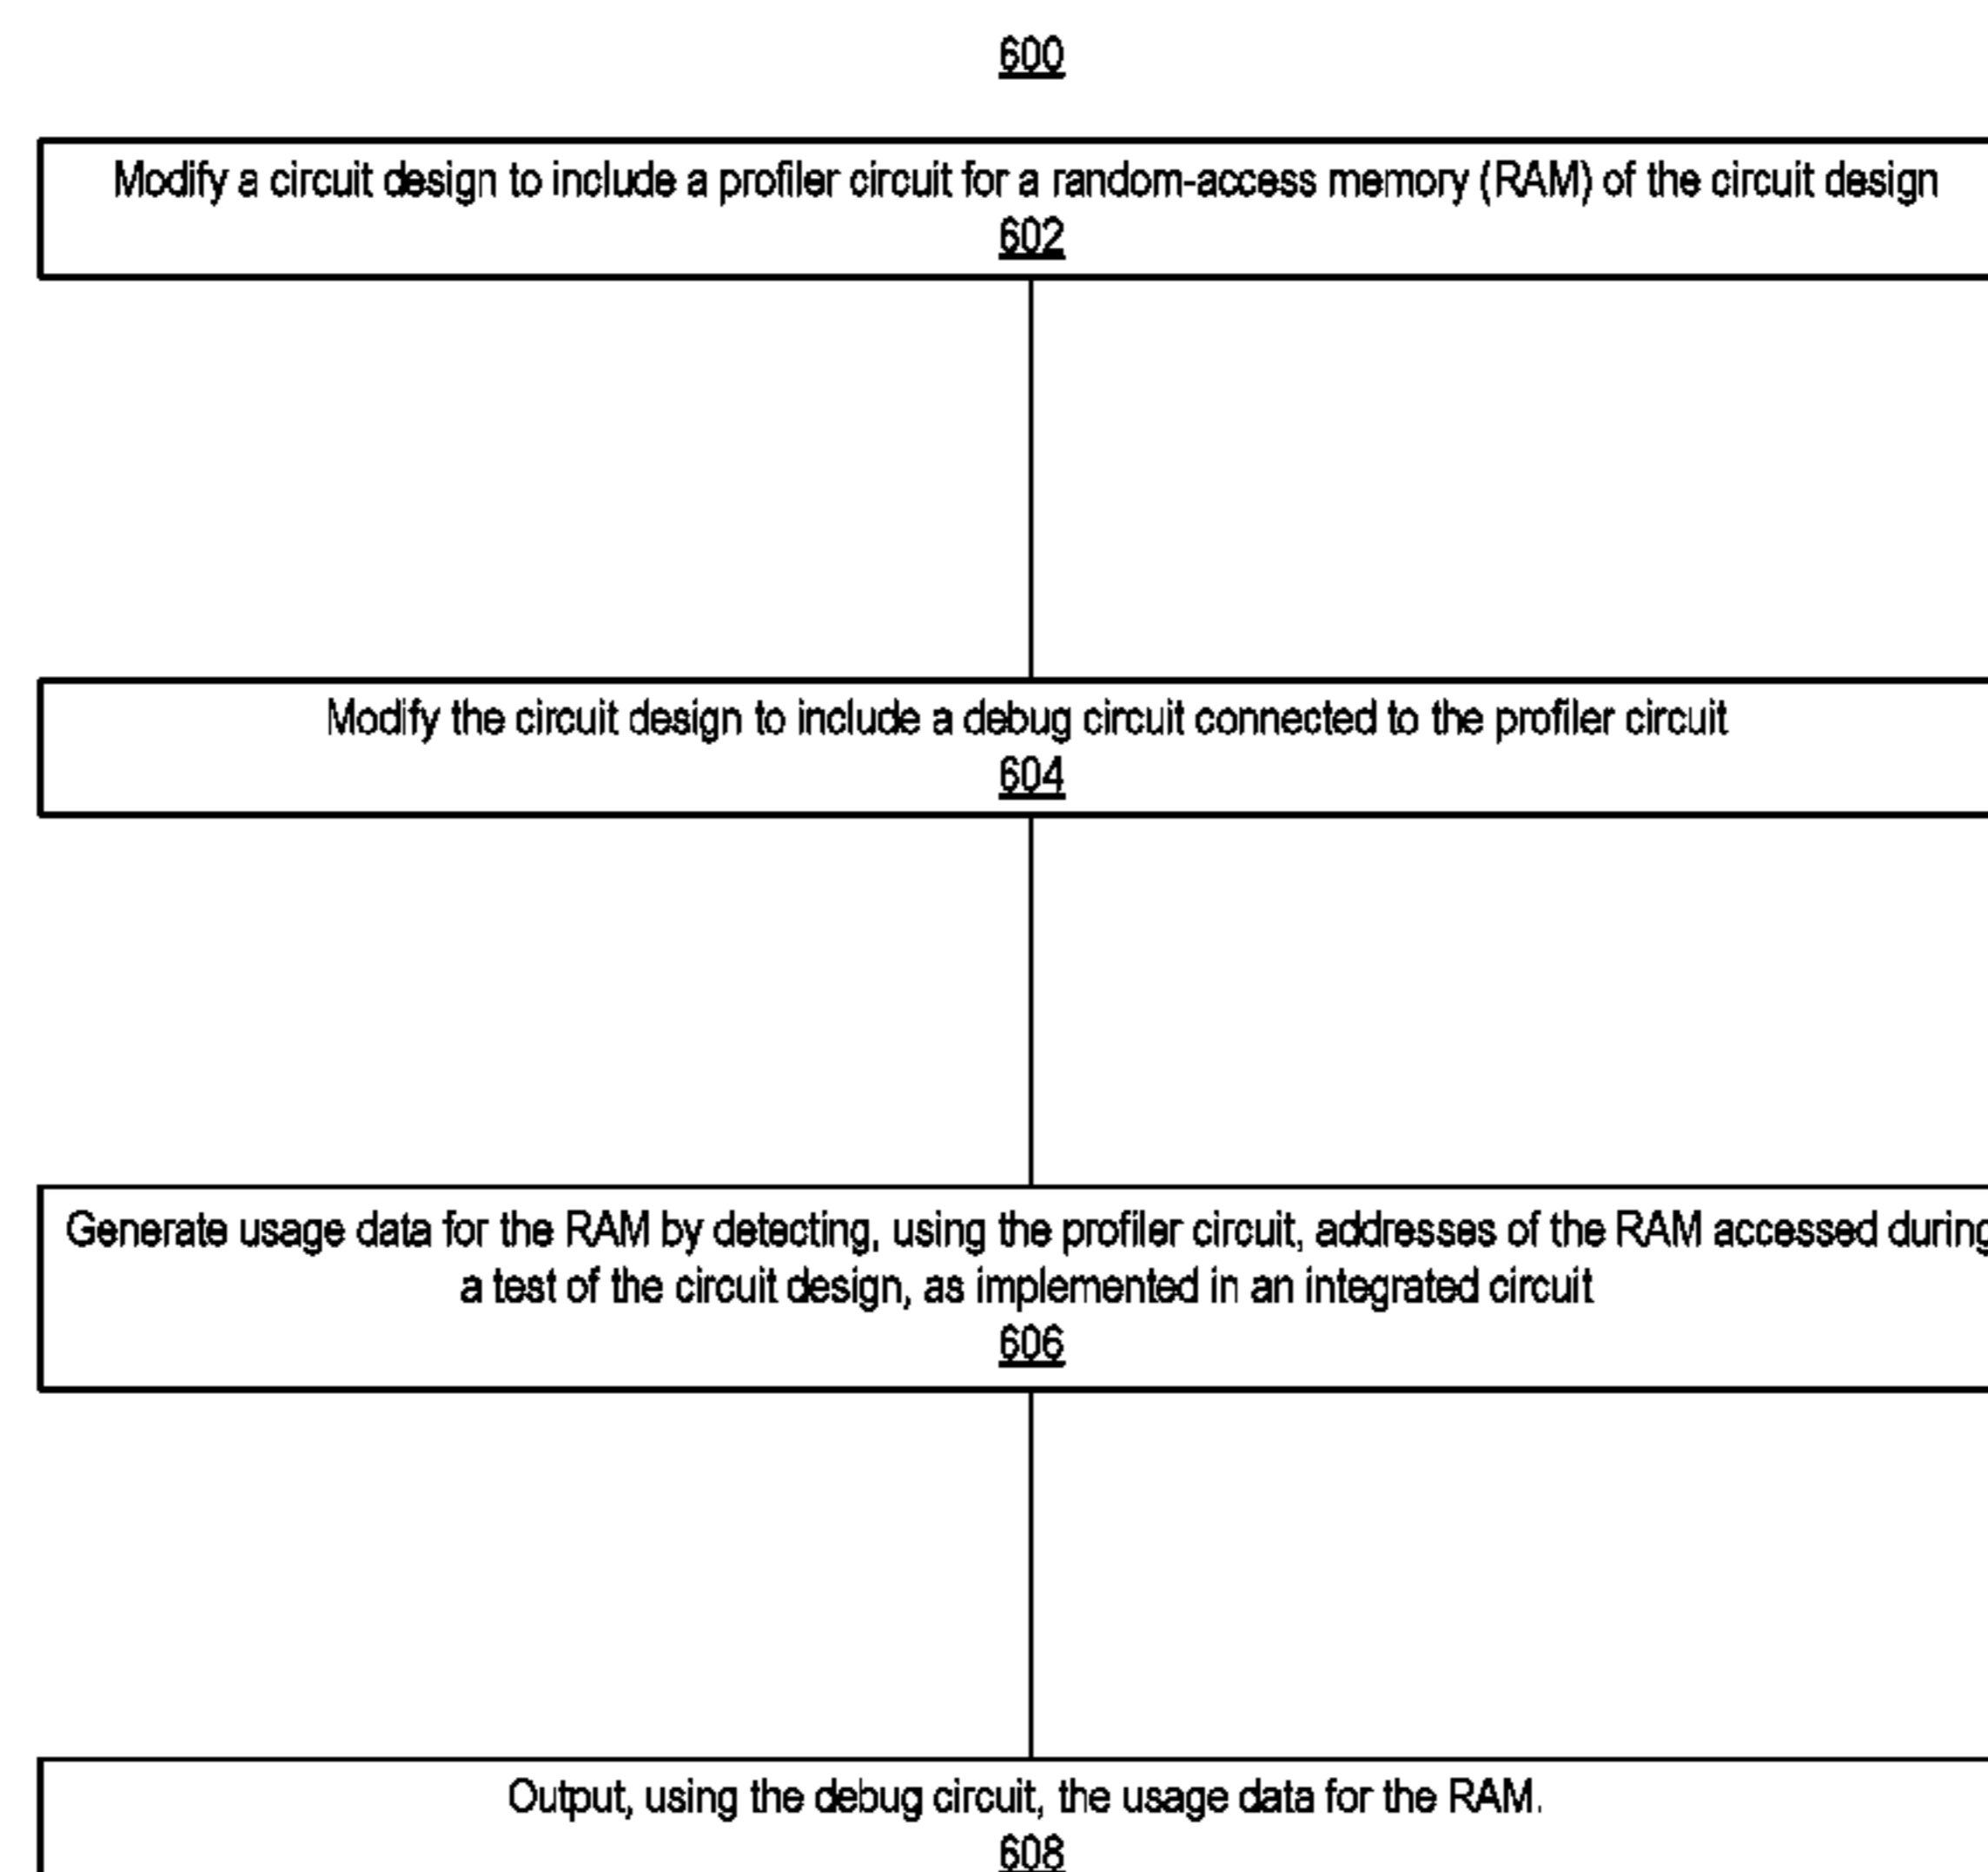 600
Modify a circuit design to include a profiler circuit for a random-access memory (RAM) of the circuit design
602
Modify the circuit design to include a debug circuit connected to the profiler circuit
604
Generate usage data for the RAM by detecting, using the profiler circuit, addresses of the RAM accessed during
a test of the circuit design, as implemented in an integrated circuit
606
Output, using the debug circuit, the usage data for the RAM.
608